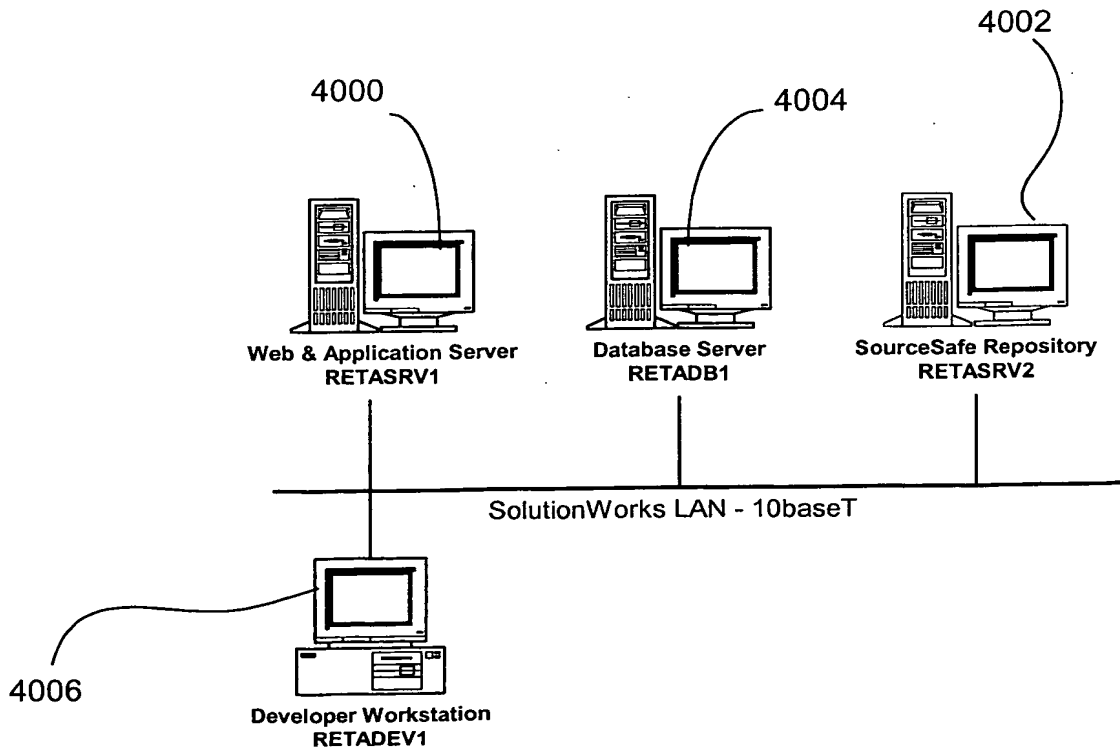 4002
4000
4004
Web & Application Server
RETASRV1
Database Server
RETADB1
SourceSafe Repository
RETASRV2
SolutionWorks LAN - 10baseT
4006
Developer Workstation
RETADEV1